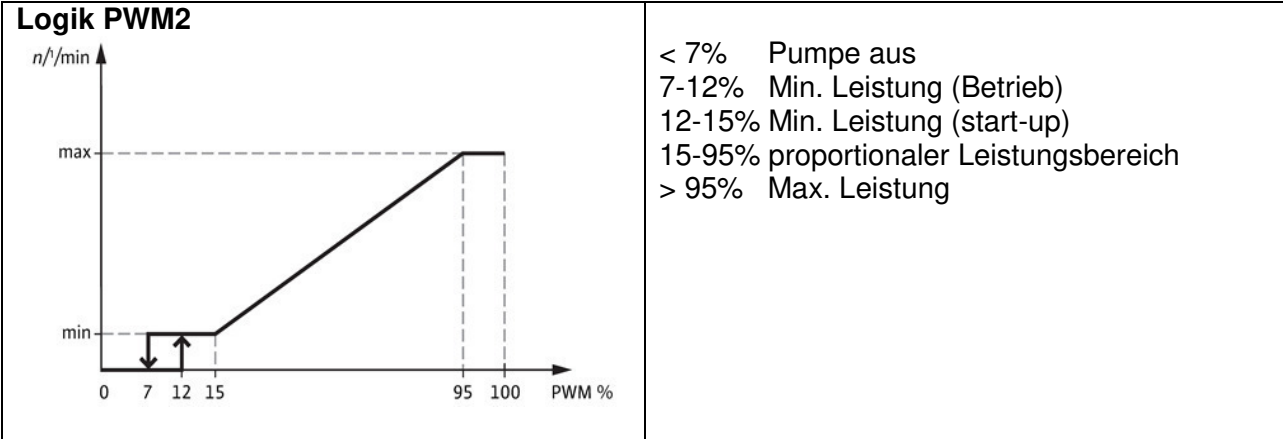 Logik PWM2
n/¹/min
max
min
0 7 12 15 95 100 PWM %
< 7% Pumpe aus
7-12% Min. Leistung (Betrieb)
12-15% Min. Leistung (start-up)
15-95% proportionaler Leistungsbereich
> 95% Max. Leistung